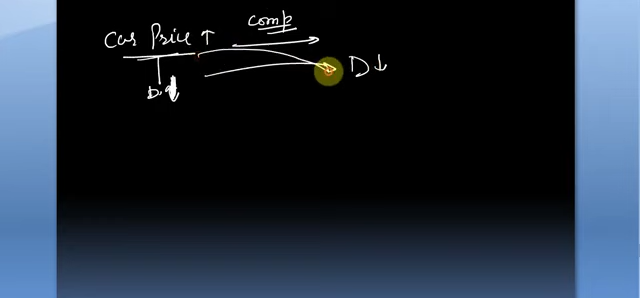 comp
Car Price ↑
D ↓
D.d ↓